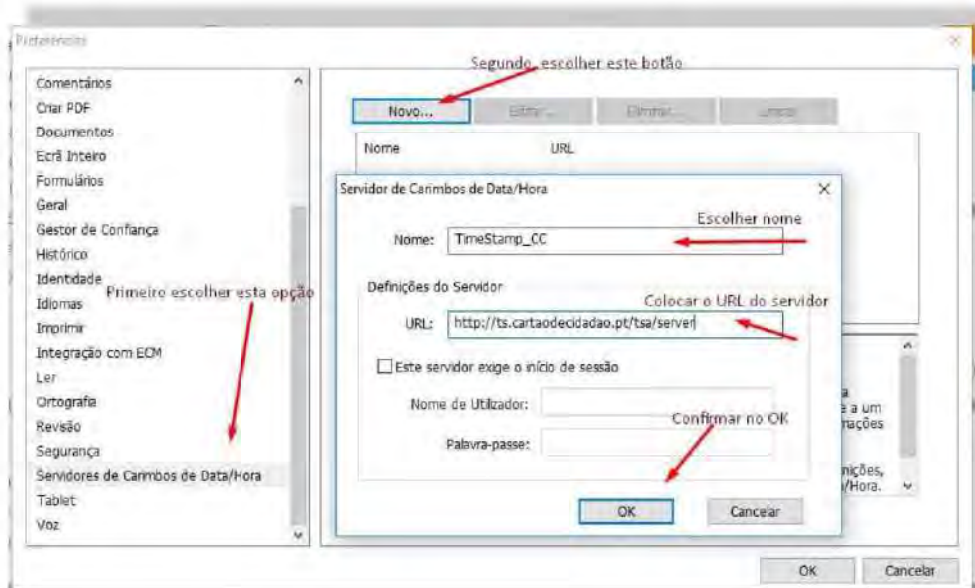 Preferências
Segundo, escolher este botão
Comentários
Criar PDF
Documentos
Ecrã Inteiro
Formulários
Geral
Gestor de Confiança
Histórico
Identidade
Idiomas
Imprimir
Integração com ECM
Ler
Ortografia
Revisão
Segurança
Servidores de Carimbos de Data/Hora
Tablet
Voz
Primeiro escolher esta opção
Novo...
Editar...
Eliminar...
Nome URL
Servidor de Carimbos de Data/Hora
Escolher nome
Nome: TimeStamp_CC
Definições do Servidor
Colocar o URL do servidor
URL: http://ts.cartaodecidadao.pt/tsa/server
Este servidor exige o início de sessão
Nome de Utilizador:
Confirmar no OK
Palavra-passe:
OK Cancelar
a
e a um
mações
nições,
a/Hora.
OK Cancelar